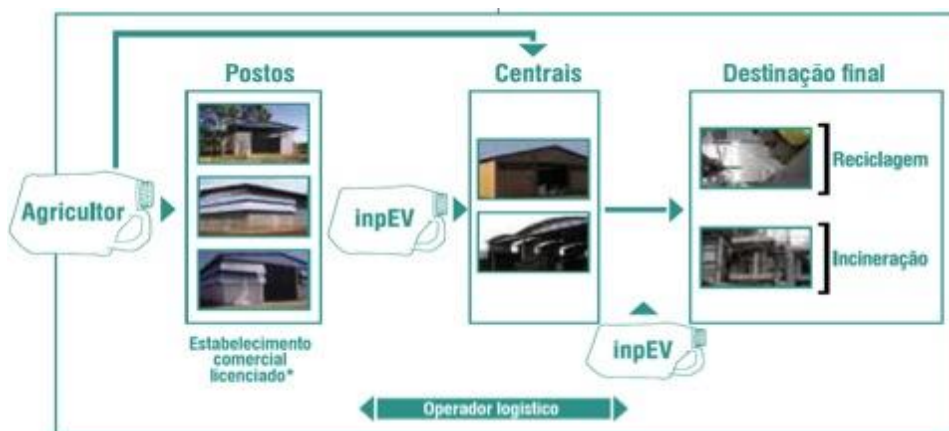 Postos
Centrais
Destinação final
Agricultor
inpEV
Reciclagem
Incineração
inpEV
Estabelecimento
comercial
licenciado*
Operador logístico